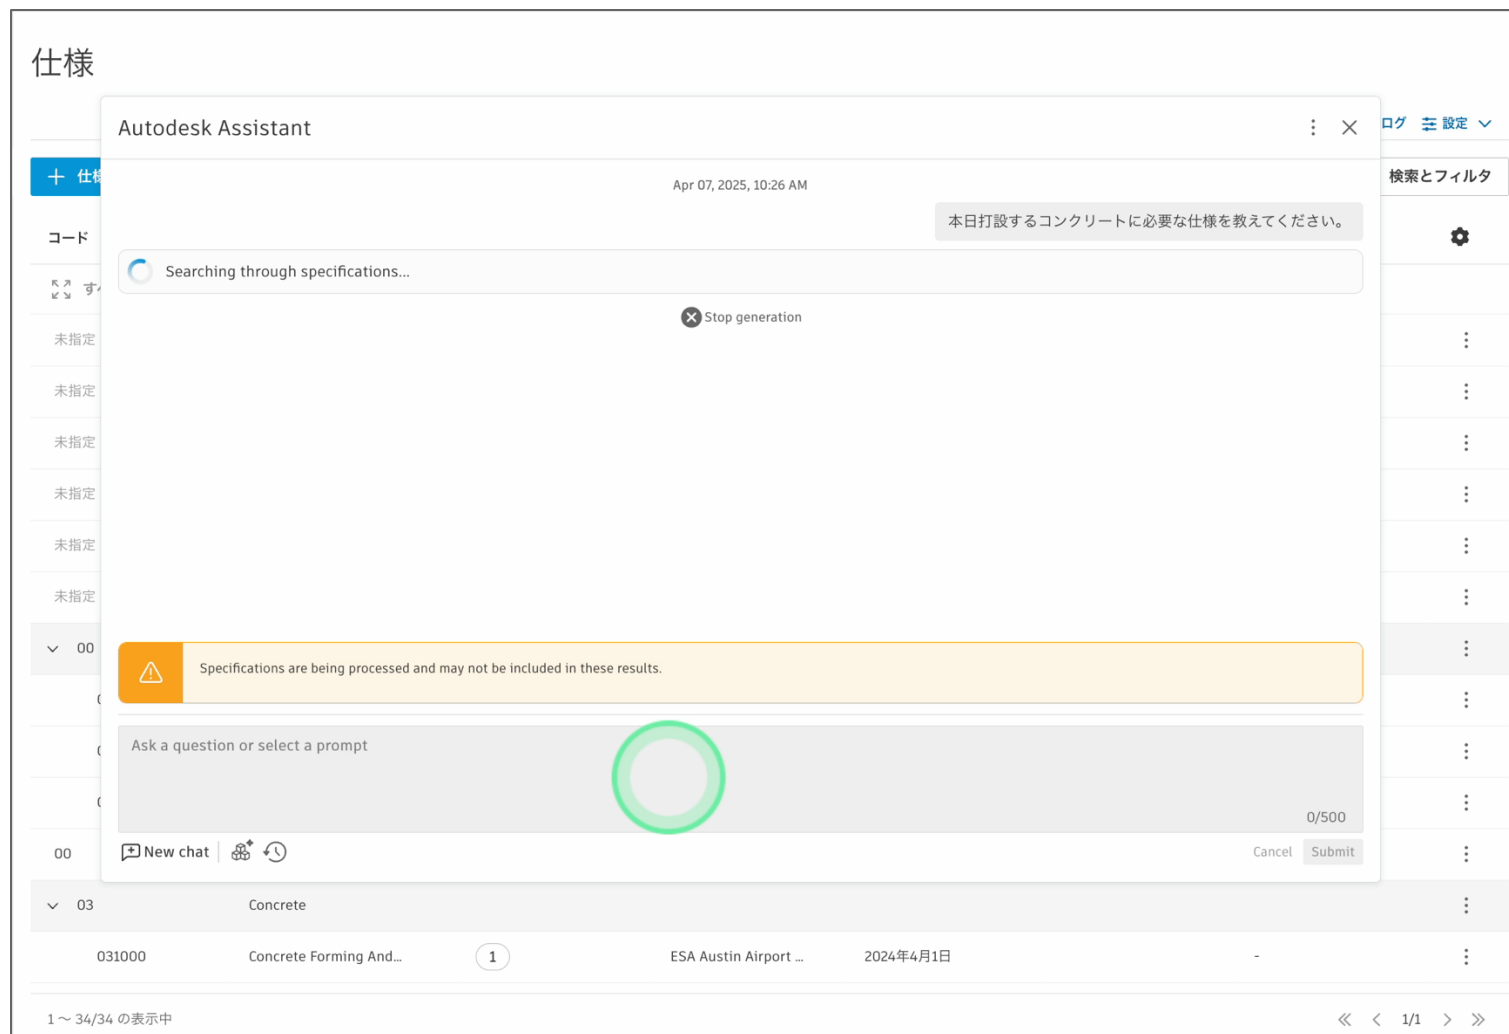 仕様
Autodesk Assistant
ログ 設定
仕様
検索とフィルタ
Apr 07, 2025, 10:26 AM
本日打設するコンクリートに必要な仕様を教えてください。
コード
Searching through specifications...
Stop generation
未指定
未指定
未指定
未指定
未指定
未指定
00
Specifications are being processed and may not be included in these results.
Ask a question or select a prompt
0/500
New chat
Cancel Submit
00
03 Concrete
031000 Concrete Forming And... 1 ESA Austin Airport ... 2024年4月1日 -
1 ～ 34/34 の表示中
1/1